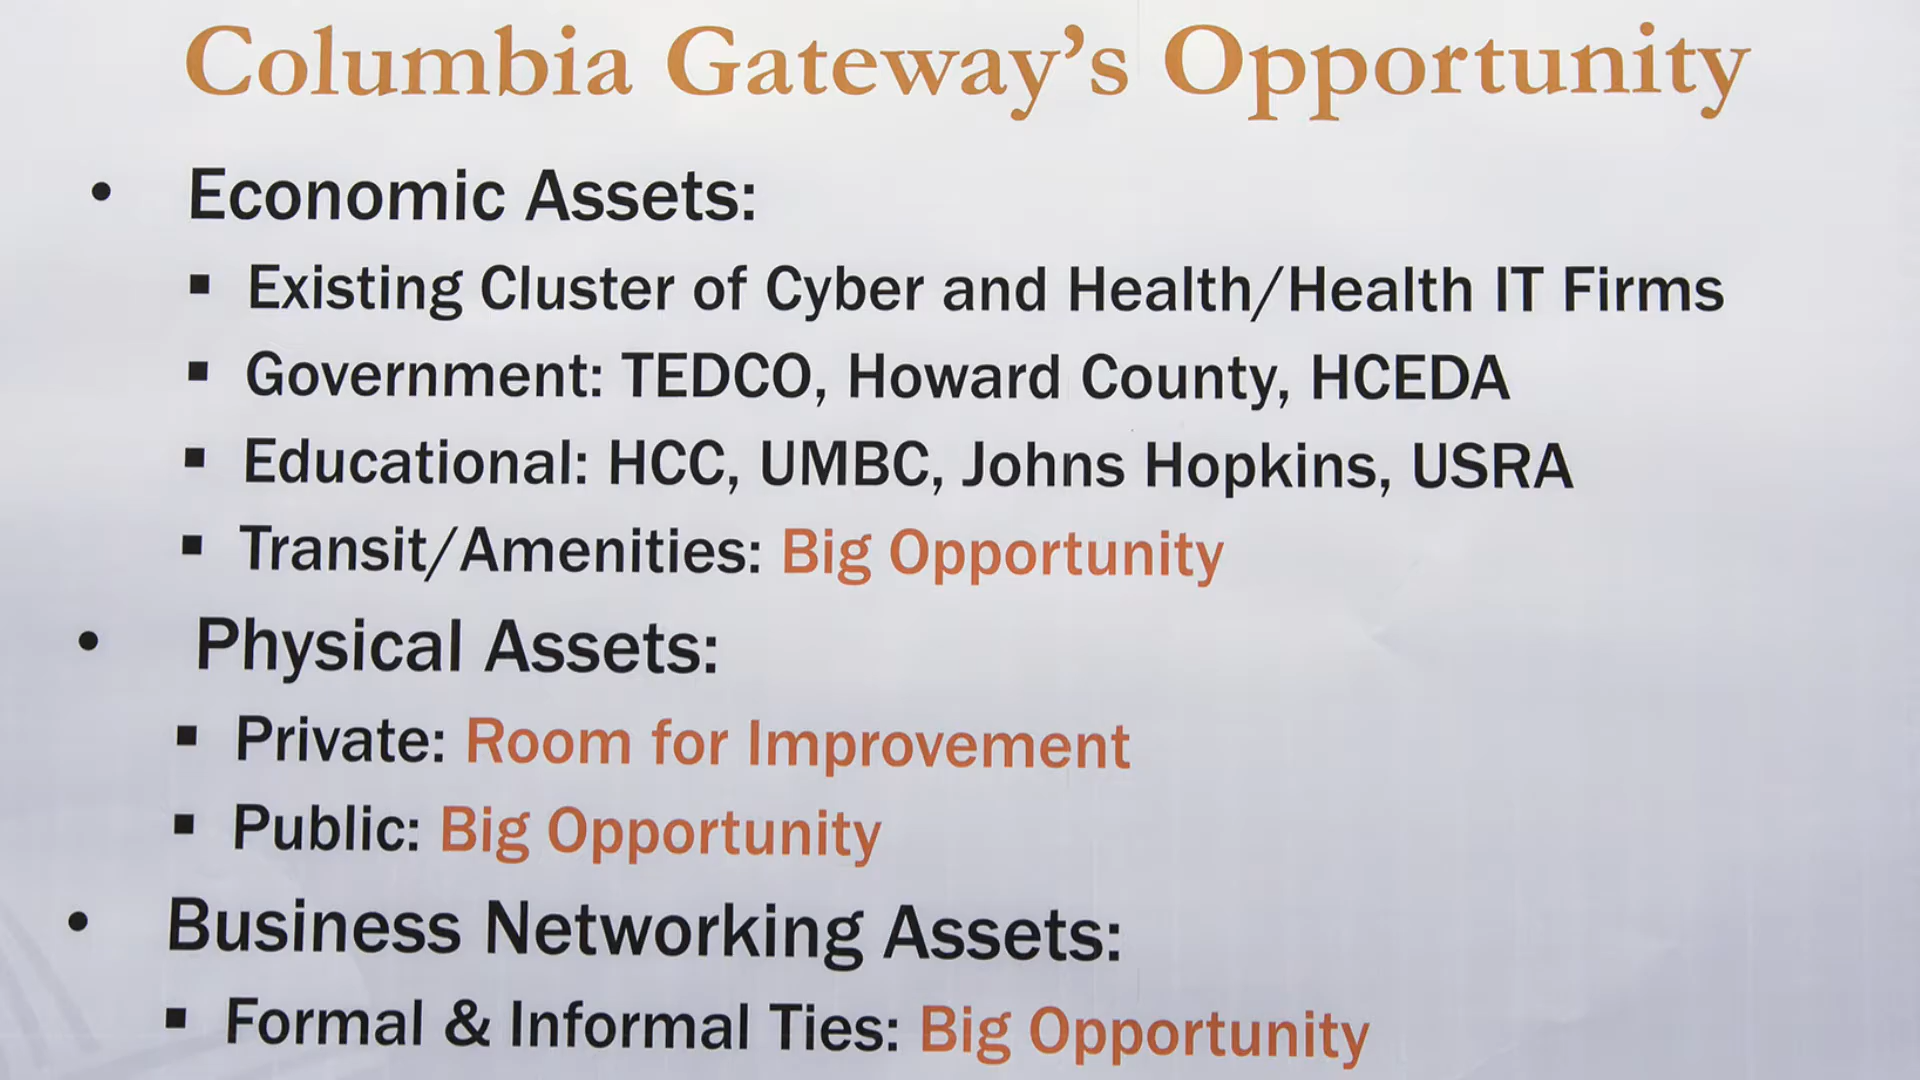 Columbia Gateway's Opportunity
• Economic Assets:
▪ Existing Cluster of Cyber and Health/Health IT Firms
▪ Government: TEDCO, Howard County, HCEDA
▪ Educational: HCC, UMBC, Johns Hopkins, USRA
▪ Transit/Amenities: Big Opportunity
• Physical Assets:
▪ Private: Room for Improvement
▪ Public: Big Opportunity
• Business Networking Assets:
▪ Formal & Informal Ties: Big Opportunity